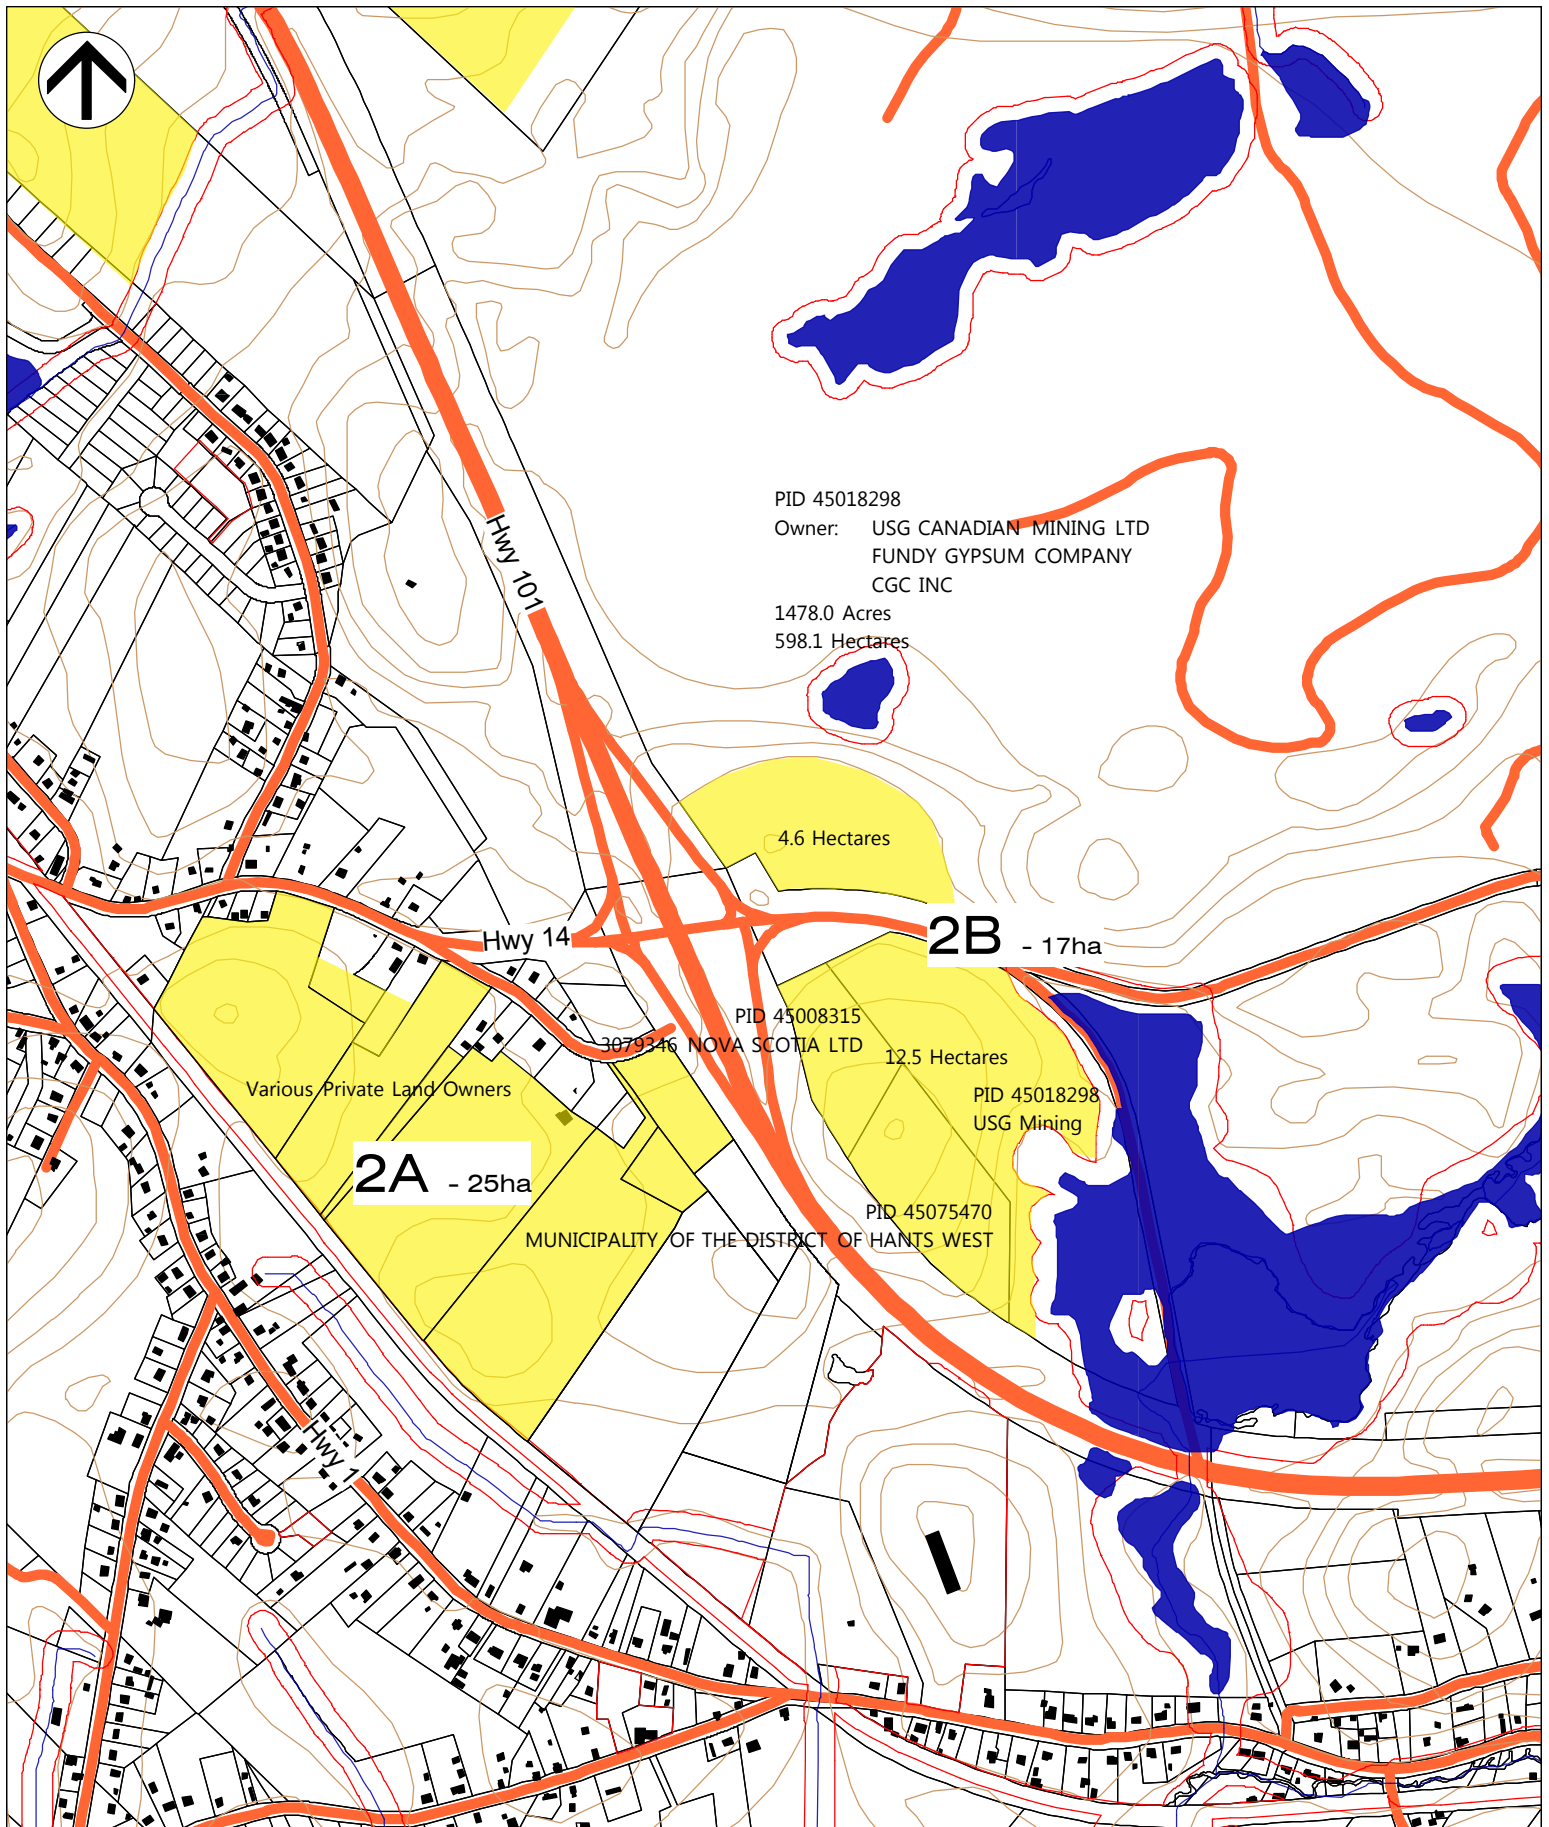 PID 45018298
Owner: USG CANADIAN MINING LTD
FUNDY GYPSUM COMPANY
CGC INC
1478.0 Acres
598.1 Hectares
Hwy 101
4.6 Hectares
Hwy 14
2B - 17ha
PID 45008315
3079346 NOVA SCOTIA LTD
12.5 Hectares
PID 45018298
USG Mining
Various Private Land Owners
2A - 25ha
PID 45075470
MUNICIPALITY OF THE DISTRICT OF HANTS WEST
Hwy 1